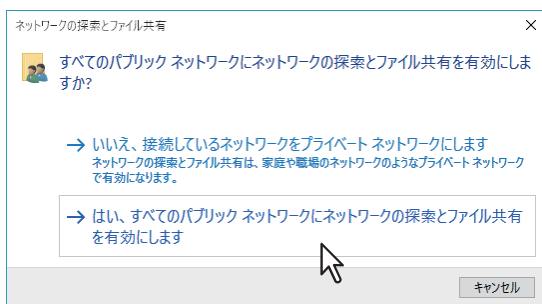 ネットワークの探索とファイル共有
すべてのパブリック ネットワークにネットワークの探索とファイル共有を有効にしま
すか?
いいえ、接続しているネットワークをプライベート ネットワークにします
ネットワークの探索とファイル共有は、家庭や職場のネットワークのようなプライベート ネットワーク
で有効になります。
はい、すべてのパブリック ネットワークにネットワークの探索とファイル共有
を有効にします
キャンセル